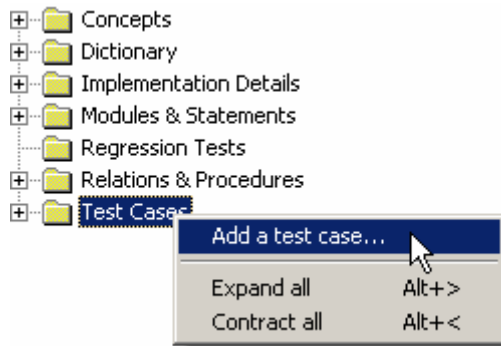 Concepts
Dictionary
Implementation Details
Modules & Statements
Regression Tests
Relations & Procedures
Test Cases
Add a test case...
Expand all Alt+>
Contract all Alt+<